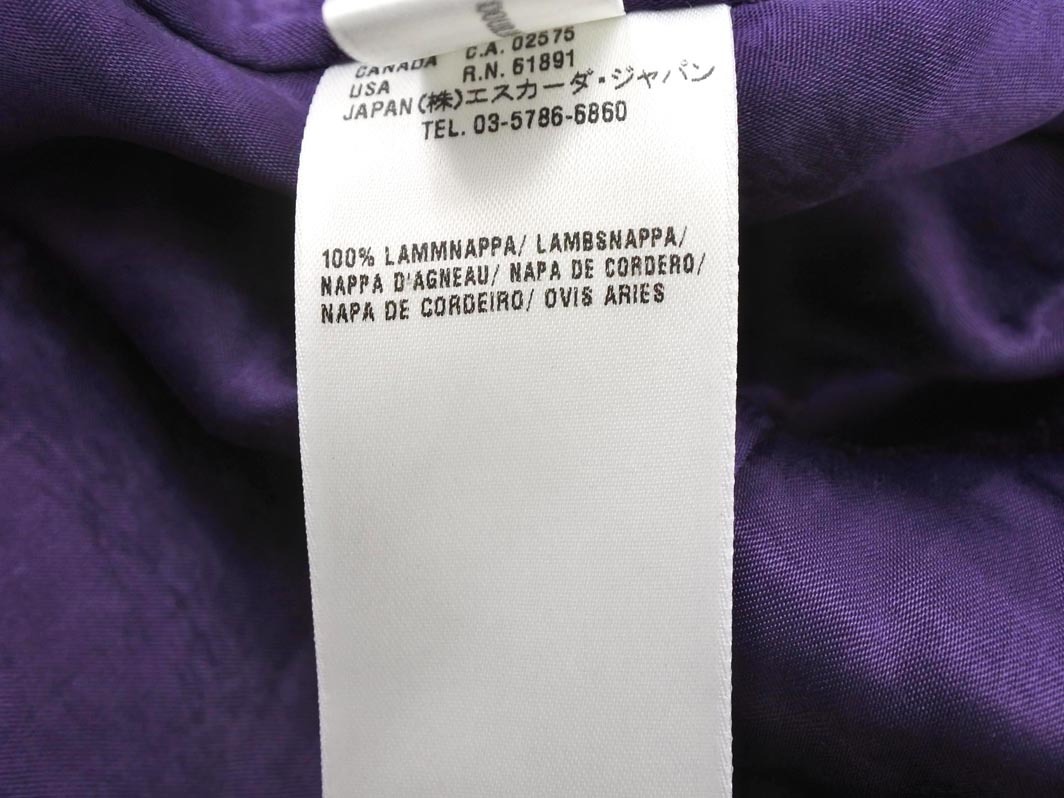 CANADA C.A. 02575
USA R.N. 61891
JAPAN (株)エスカーダ・ジャパン
TEL. 03-5786-6860
100% LAMMNAPPA/ LAMBSNAPPA/
NAPPA D'AGNEAU/ NAPA DE CORDERO/
NAPA DE CORDEIRO/ OVIS ARIES